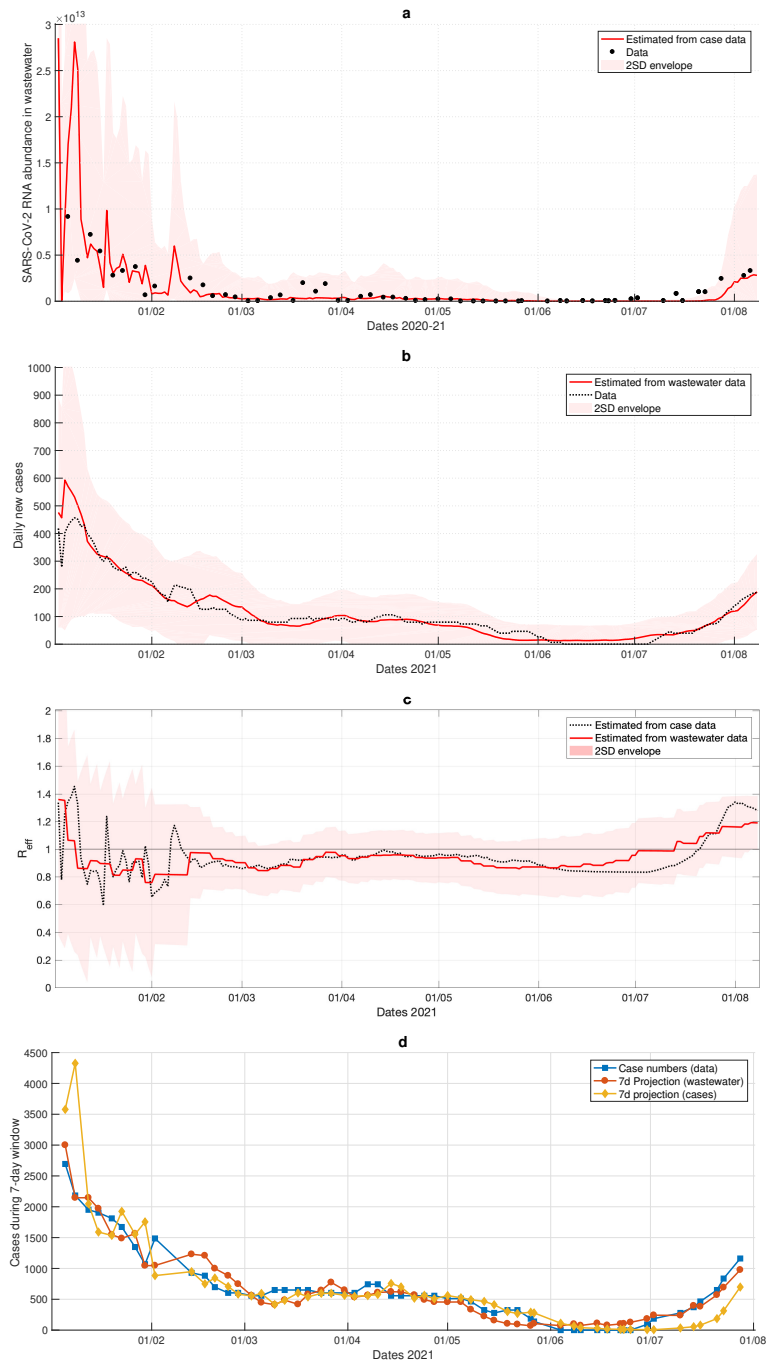 a
×10^13
3
2.5
2
1.5
1
0.5
0
SARS-CoV-2 RNA abundance in wastewater
Estimated from case data
Data
2SD envelope
01/02 01/03 01/04 01/05 01/06 01/07 01/08
Dates 2020-21
b
1000
900
800
700
600
500
400
300
200
100
0
Daily new cases
Estimated from wastewater data
Data
2SD envelope
01/02 01/03 01/04 01/05 01/06 01/07 01/08
Dates 2021
c
2
1.8
1.6
1.4
1.2
1
0.8
0.6
0.4
0.2
0
R_eff
Estimated from case data
Estimated from wastewater data
2SD envelope
01/02 01/03 01/04 01/05 01/06 01/07 01/08
Dates 2021
d
4500
4000
3500
3000
2500
2000
1500
1000
500
0
Cases during 7-day window
Case numbers (data)
7d Projection (wastewater)
7d projection (cases)
01/02 01/03 01/04 01/05 01/06 01/07 01/08
Dates 2021